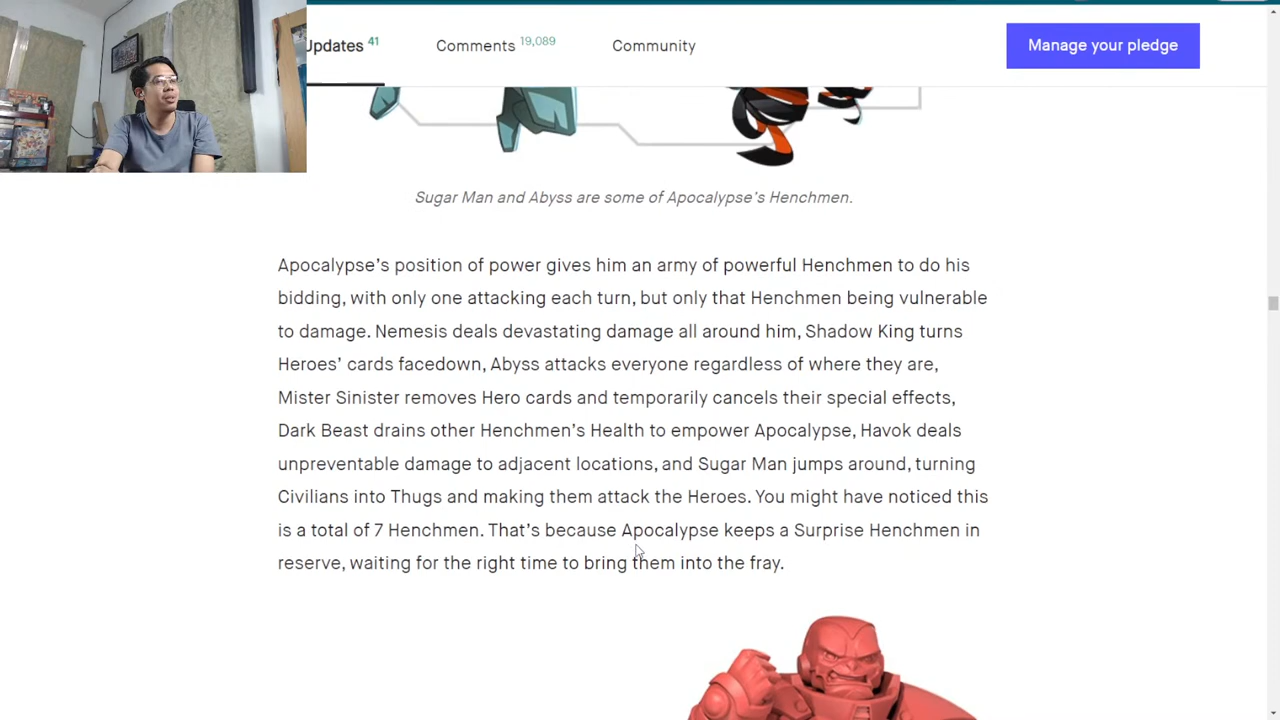 Updates 41
Comments 19,089
Community
Manage your pledge
Sugar Man and Abyss are some of Apocalypse's Henchmen.
Apocalypse's position of power gives him an army of powerful Henchmen to do his
bidding, with only one attacking each turn, but only that Henchmen being vulnerable
to damage. Nemesis deals devastating damage all around him, Shadow King turns
Heroes' cards facedown, Abyss attacks everyone regardless of where they are,
Mister Sinister removes Hero cards and temporarily cancels their special effects,
Dark Beast drains other Henchmen's Health to empower Apocalypse, Havok deals
unpreventable damage to adjacent locations, and Sugar Man jumps around, turning
Civilians into Thugs and making them attack the Heroes. You might have noticed this
is a total of 7 Henchmen. That's because Apocalypse keeps a Surprise Henchmen in
reserve, waiting for the right time to bring them into the fray.